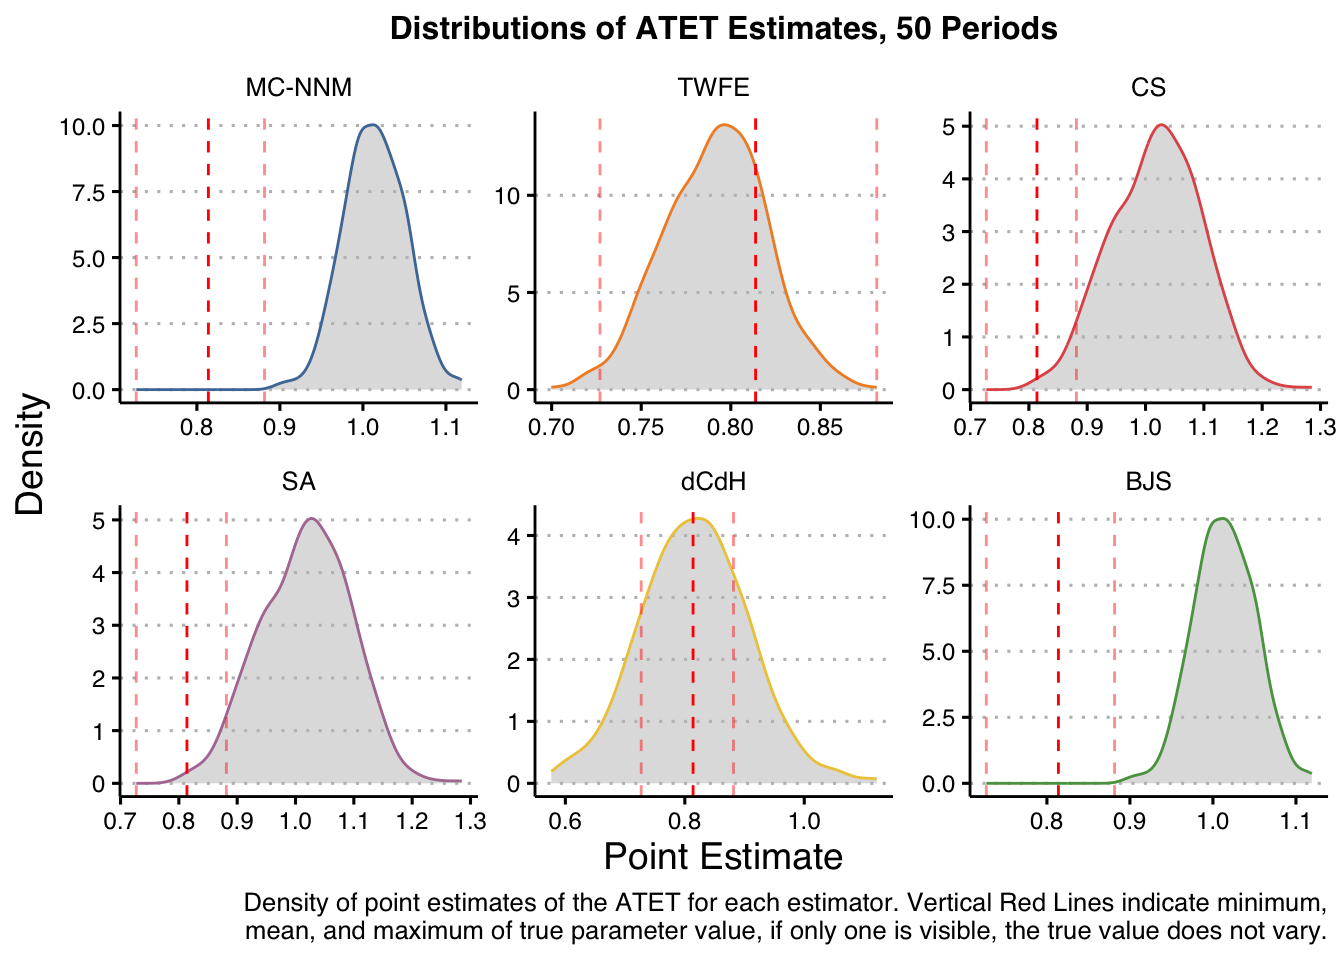 Distributions of ATET Estimates, 50 Periods
MC-NNM
TWFE
CS
10.0
7.5
5.0
2.5
0.0
0.8 0.9 1.0 1.1
10
5
0
0.70 0.75 0.80 0.85
5
4
3
2
1
0
0.7 0.8 0.9 1.0 1.1 1.2 1.3
Density
SA
dCdH
BJS
5
4
3
2
1
0
0.7 0.8 0.9 1.0 1.1 1.2 1.3
4
3
2
1
0
0.6 0.8 1.0
10.0
7.5
5.0
2.5
0.0
0.8 0.9 1.0 1.1
Point Estimate
Density of point estimates of the ATET for each estimator. Vertical Red Lines indicate minimum,
mean, and maximum of true parameter value, if only one is visible, the true value does not vary.